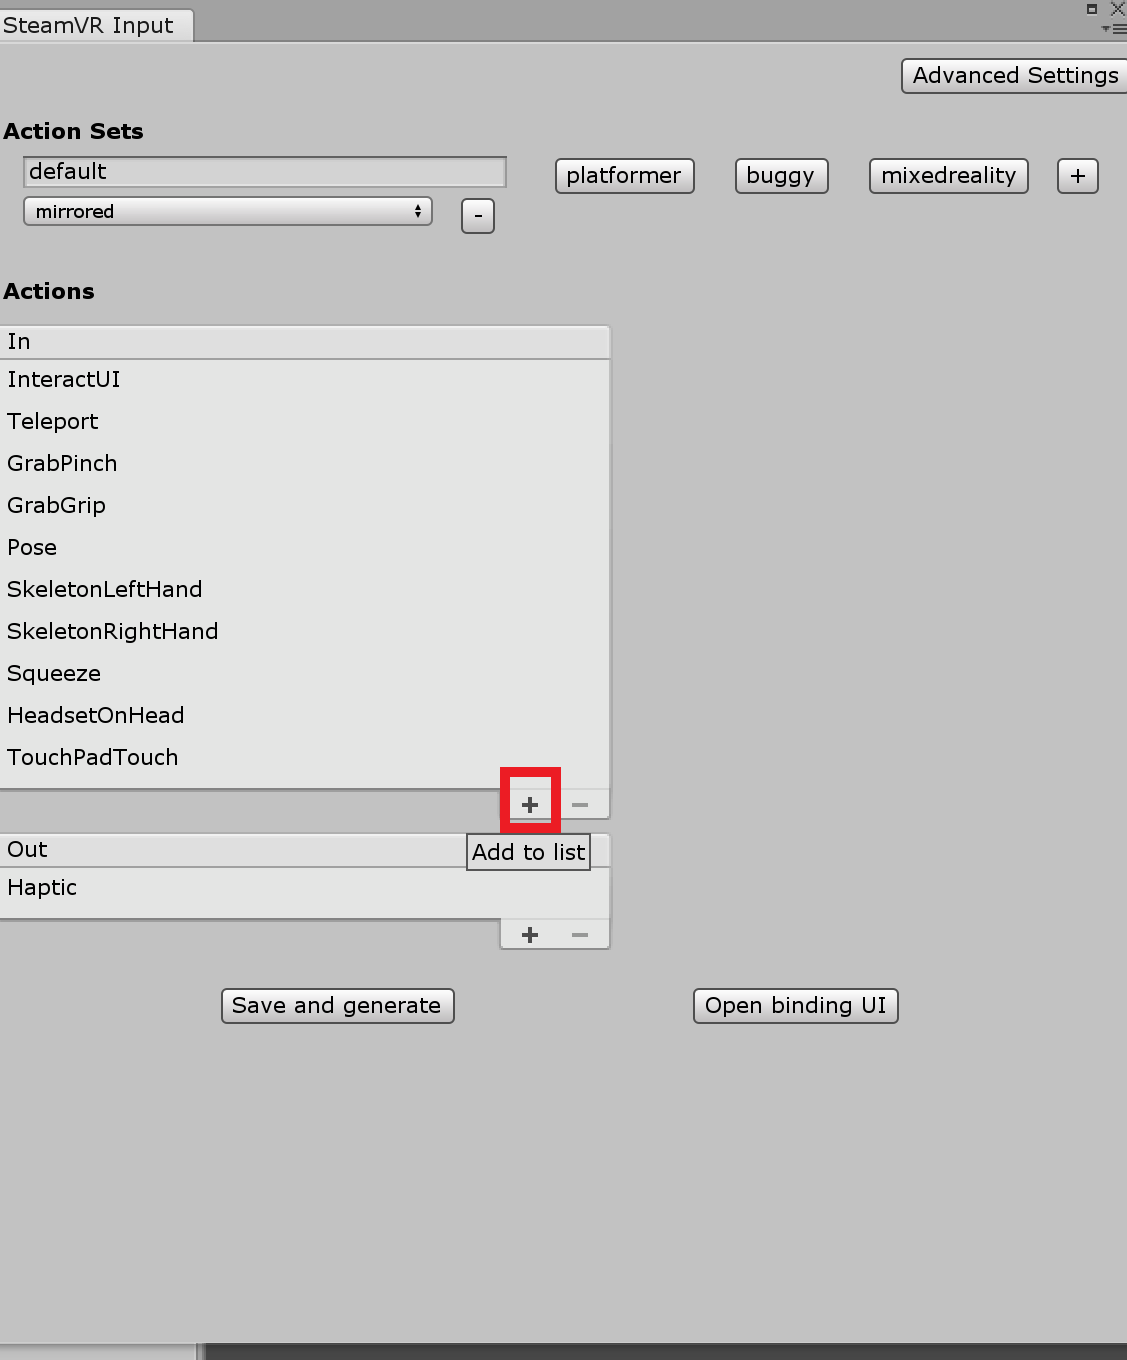 SteamVR Input
Advanced Settings
Action Sets
default
platformer
buggy
mixedreality
+
mirrored
-
Actions
In
InteractUI
Teleport
GrabPinch
GrabGrip
Pose
SkeletonLeftHand
SkeletonRightHand
Squeeze
HeadsetOnHead
TouchPadTouch
+ −
Out
Add to list
Haptic
+ −
Save and generate
Open binding UI